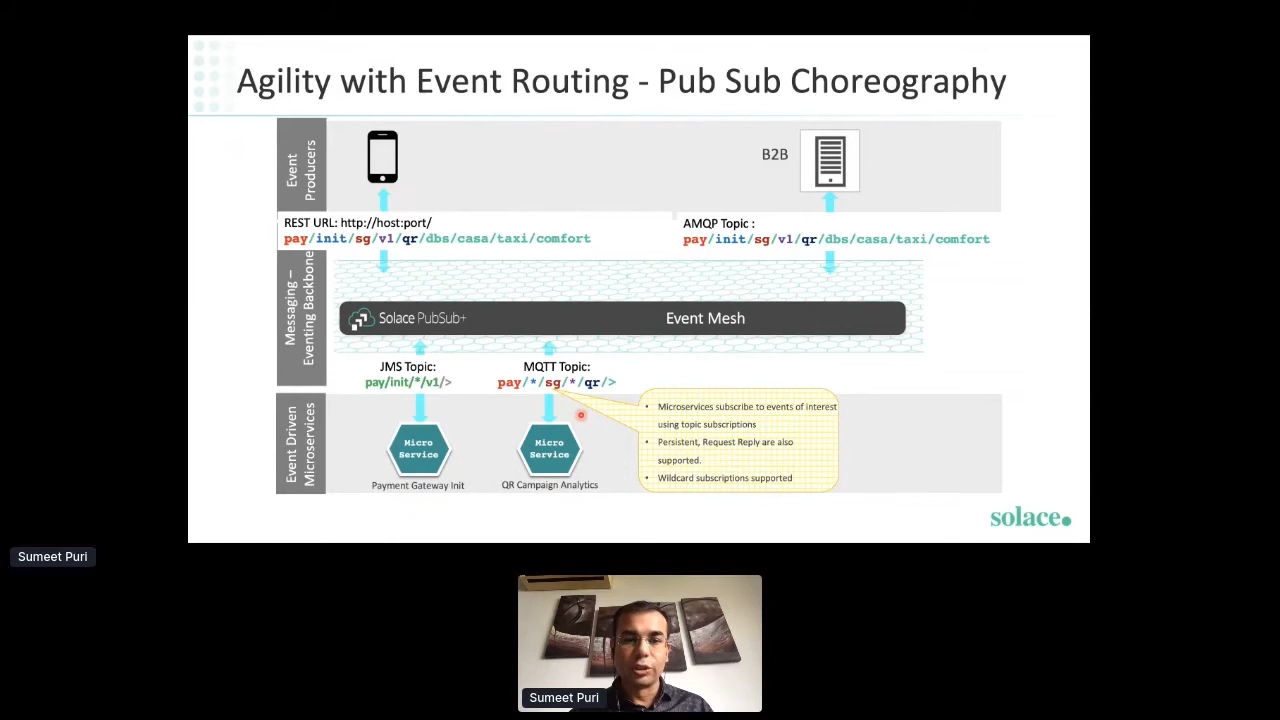 Agility with Event Routing - Pub Sub Choreography
Event
Producers
B2B
REST URL: http://host:port/
pay/init/sg/v1/qr/dbs/casa/taxi/comfort
AMQP Topic :
pay/init/sg/v1/qr/dbs/casa/taxi/comfort
Messaging –
Eventing Backbone
Solace PubSub+
Event Mesh
JMS Topic:
pay/init/*/v1/>
MQTT Topic:
pay/*/sg/*/qr/>
Event Driven
Microservices
Micro
Service
Payment Gateway Init
Micro
Service
QR Campaign Analytics
• Microservices subscribe to events of interest
using topic subscriptions
• Persistent, Request Reply are also
supported.
• Wildcard subscriptions supported
solace.
Sumeet Puri
Sumeet Puri